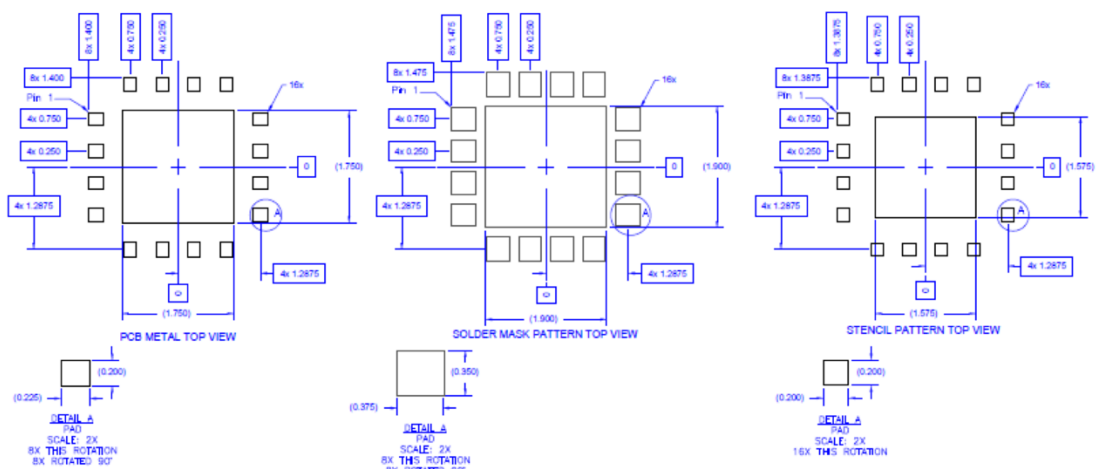 8x 1.400
4x 0.750
4x 0.250
8x 1.400
Pin 1
16x
4x 0.750
4x 0.250
0
(1.750)
4x 1.2875
A
4x 1.2875
0
(1.750)
PCB METAL TOP VIEW
(0.200)
(0.225)
DETAIL A
PAD
SCALE: 2X
8X THIS ROTATION
8X ROTATED 90°
8x 1.475
4x 0.750
4x 0.250
8x 1.475
Pin 1
16x
4x 0.750
4x 0.250
0
(1.900)
4x 1.2875
A
4x 1.2875
0
(1.900)
SOLDER MASK PATTERN TOP VIEW
(0.350)
(0.375)
DETAIL A
PAD
SCALE: 2X
8X THIS ROTATION
8X ROTATED 90°
8x 1.3875
4x 0.750
4x 0.250
8x 1.3875
Pin 1
16x
4x 0.750
4x 0.250
0
(1.575)
4x 1.2875
A
4x 1.2875
0
(1.575)
STENCIL PATTERN TOP VIEW
(0.200)
(0.200)
DETAIL A
PAD
SCALE: 2X
16X THIS ROTATION